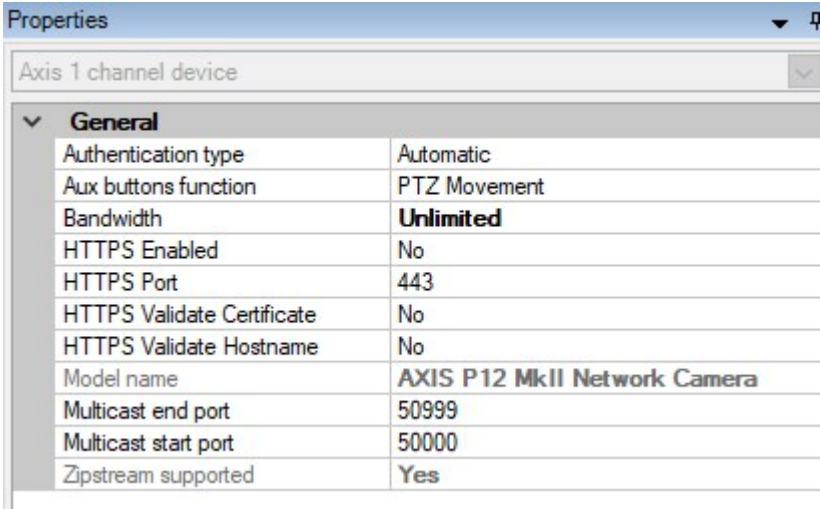 Properties
Axis 1 channel device
General
Authentication type Automatic
Aux buttons function PTZ Movement
Bandwidth Unlimited
HTTPS Enabled No
HTTPS Port 443
HTTPS Validate Certificate No
HTTPS Validate Hostname No
Model name AXIS P12 MkII Network Camera
Multicast end port 50999
Multicast start port 50000
Zipstream supported Yes